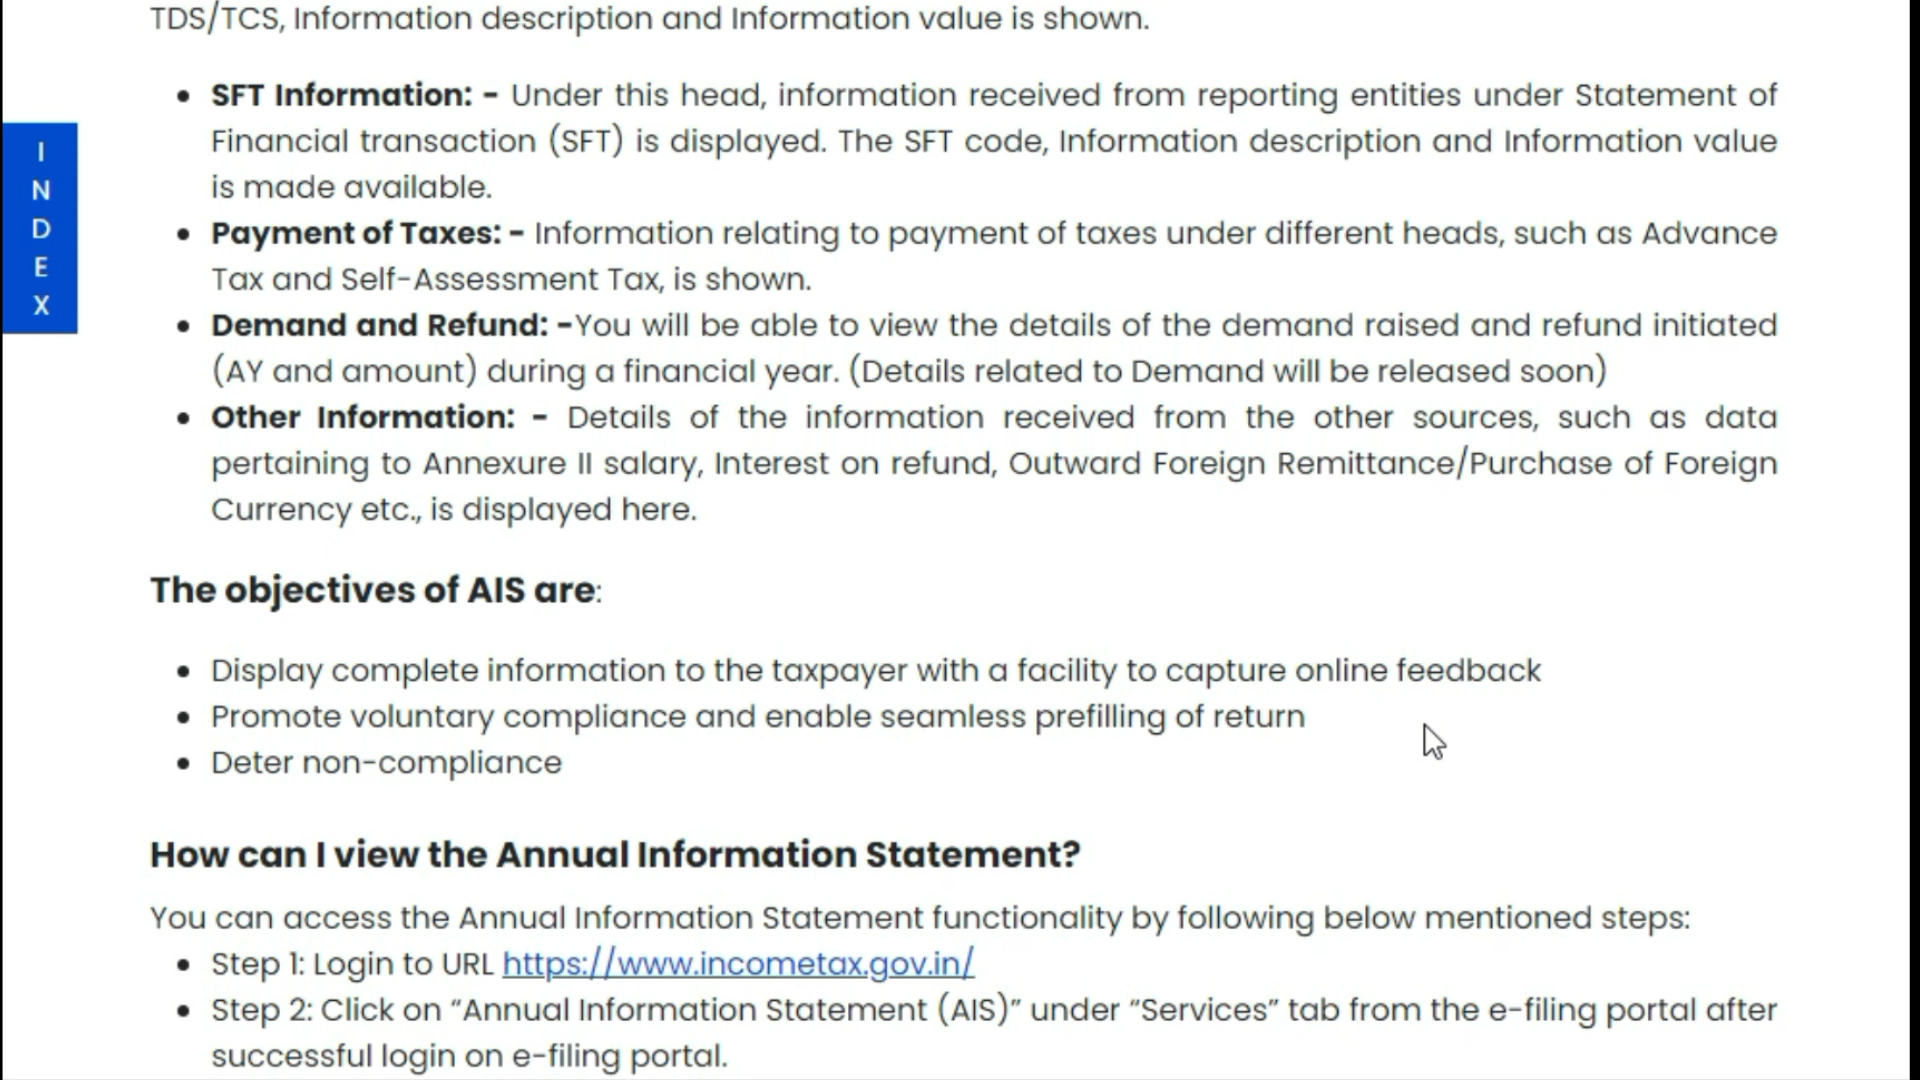 TDS/TCS, Information description and Information value is shown.
• SFT Information: - Under this head, information received from reporting entities under Statement of
Financial transaction (SFT) is displayed. The SFT code, Information description and Information value
is made available.
• Payment of Taxes: - Information relating to payment of taxes under different heads, such as Advance
Tax and Self-Assessment Tax, is shown.
• Demand and Refund: -You will be able to view the details of the demand raised and refund initiated
(AY and amount) during a financial year. (Details related to Demand will be released soon)
• Other Information: - Details of the information received from the other sources, such as data
pertaining to Annexure II salary, Interest on refund, Outward Foreign Remittance/Purchase of Foreign
Currency etc., is displayed here.
I
N
D
E
X
The objectives of AIS are:
• Display complete information to the taxpayer with a facility to capture online feedback
• Promote voluntary compliance and enable seamless prefilling of return
• Deter non-compliance
How can I view the Annual Information Statement?
You can access the Annual Information Statement functionality by following below mentioned steps:
• Step 1: Login to URL https://www.incometax.gov.in/
• Step 2: Click on “Annual Information Statement (AIS)” under “Services” tab from the e-filing portal after
successful login on e-filing portal.